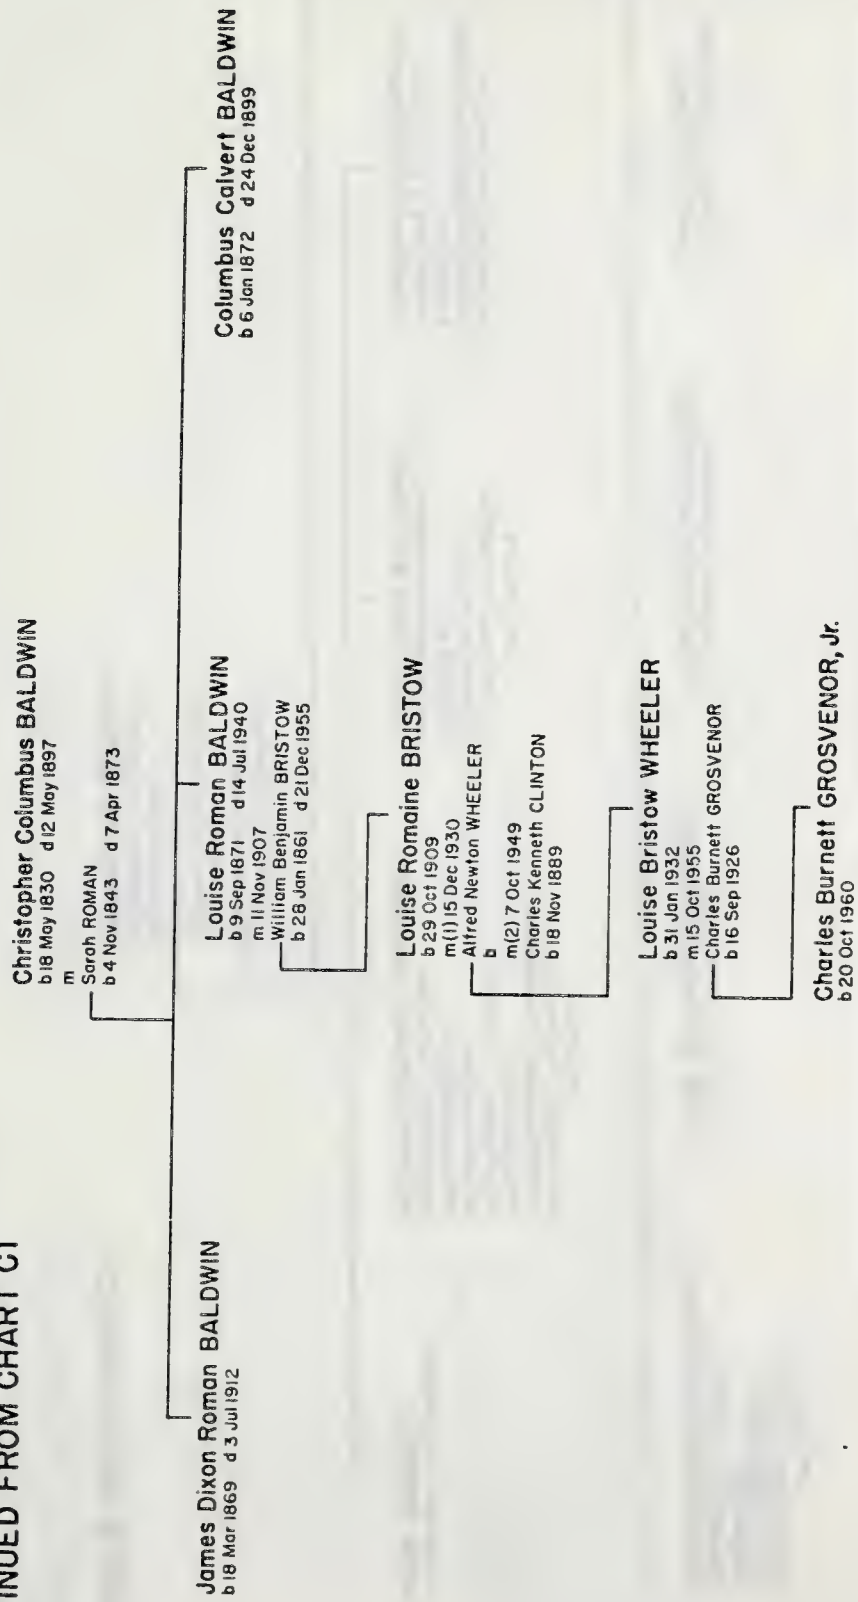 INUED FROM CHART C1
Christopher Columbus BALDWIN
b 18 May 1830 d 12 May 1897
m
Sarah ROMAN
b 4 Nov 1843 d 7 Apr 1873
James Dixon Roman BALDWIN
b 18 Mar 1869 d 3 Jul 1912
Louise Roman BALDWIN
b 9 Sep 1871 d 14 Jul 1940
m 11 Nov 1907
William Benjamin BRISTOW
b 28 Jan 1861 d 21 Dec 1955
Columbus Calvert BALDWIN
b 6 Jan 1872 d 24 Dec 1899
Louise Romaine BRISTOW
b 29 Oct 1909
m(1) 15 Dec 1930
Alfred Newton WHEELER
b
m(2) 7 Oct 1949
Charles Kenneth CLINTON
b 18 Nov 1889
Louise Bristow WHEELER
b 31 Jan 1932
m 15 Oct 1955
Charles Burnett GROSVENOR
b 16 Sep 1926
Charles Burnett GROSVENOR, Jr.
b 20 Oct 1960